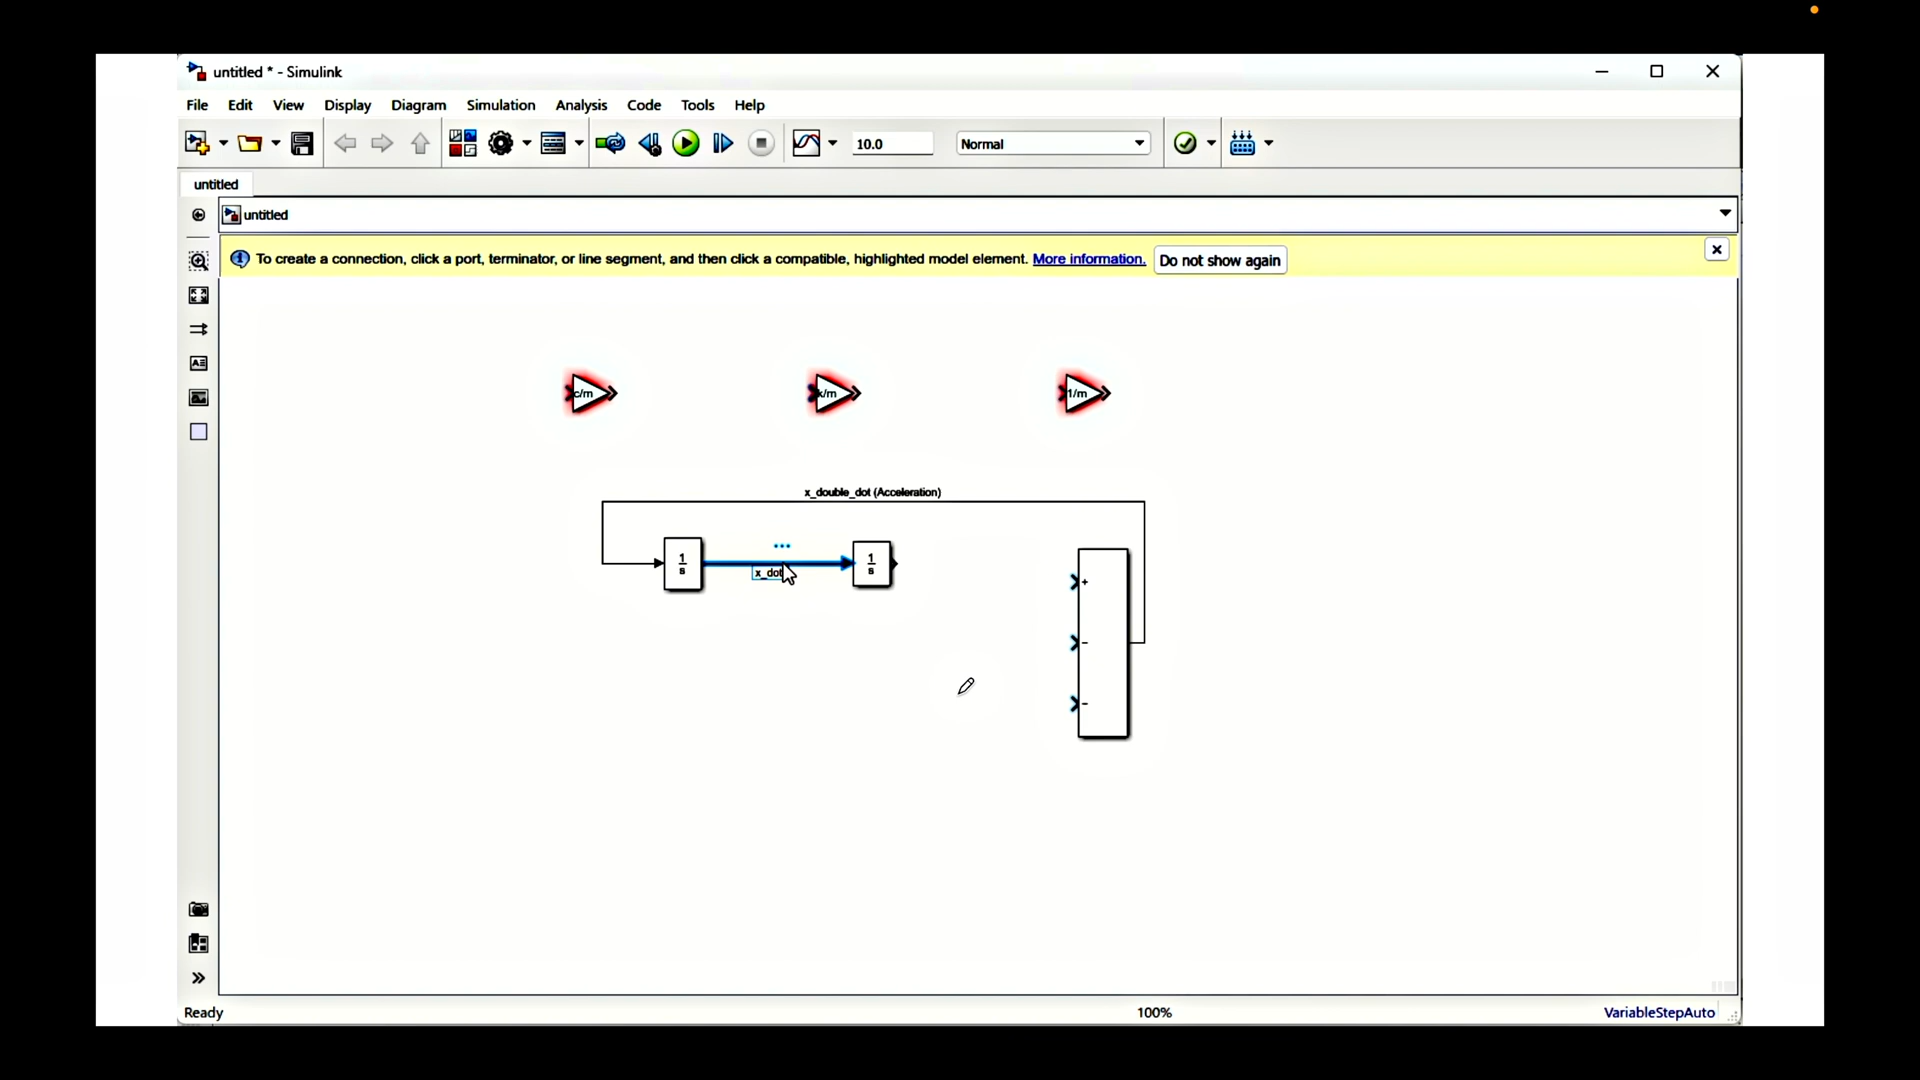 untitled * - Simulink
File Edit View Display Diagram Simulation Analysis Code Tools Help
10.0 Normal
untitled
untitled
To create a connection, click a port, terminator, or line segment, and then click a compatible, highlighted model element. More information. Do not show again
c/m k/m 1/m
x_double_dot (Acceleration)
1
s
1
s
x_dot
+
-
-
Ready 100% VariableStepAuto